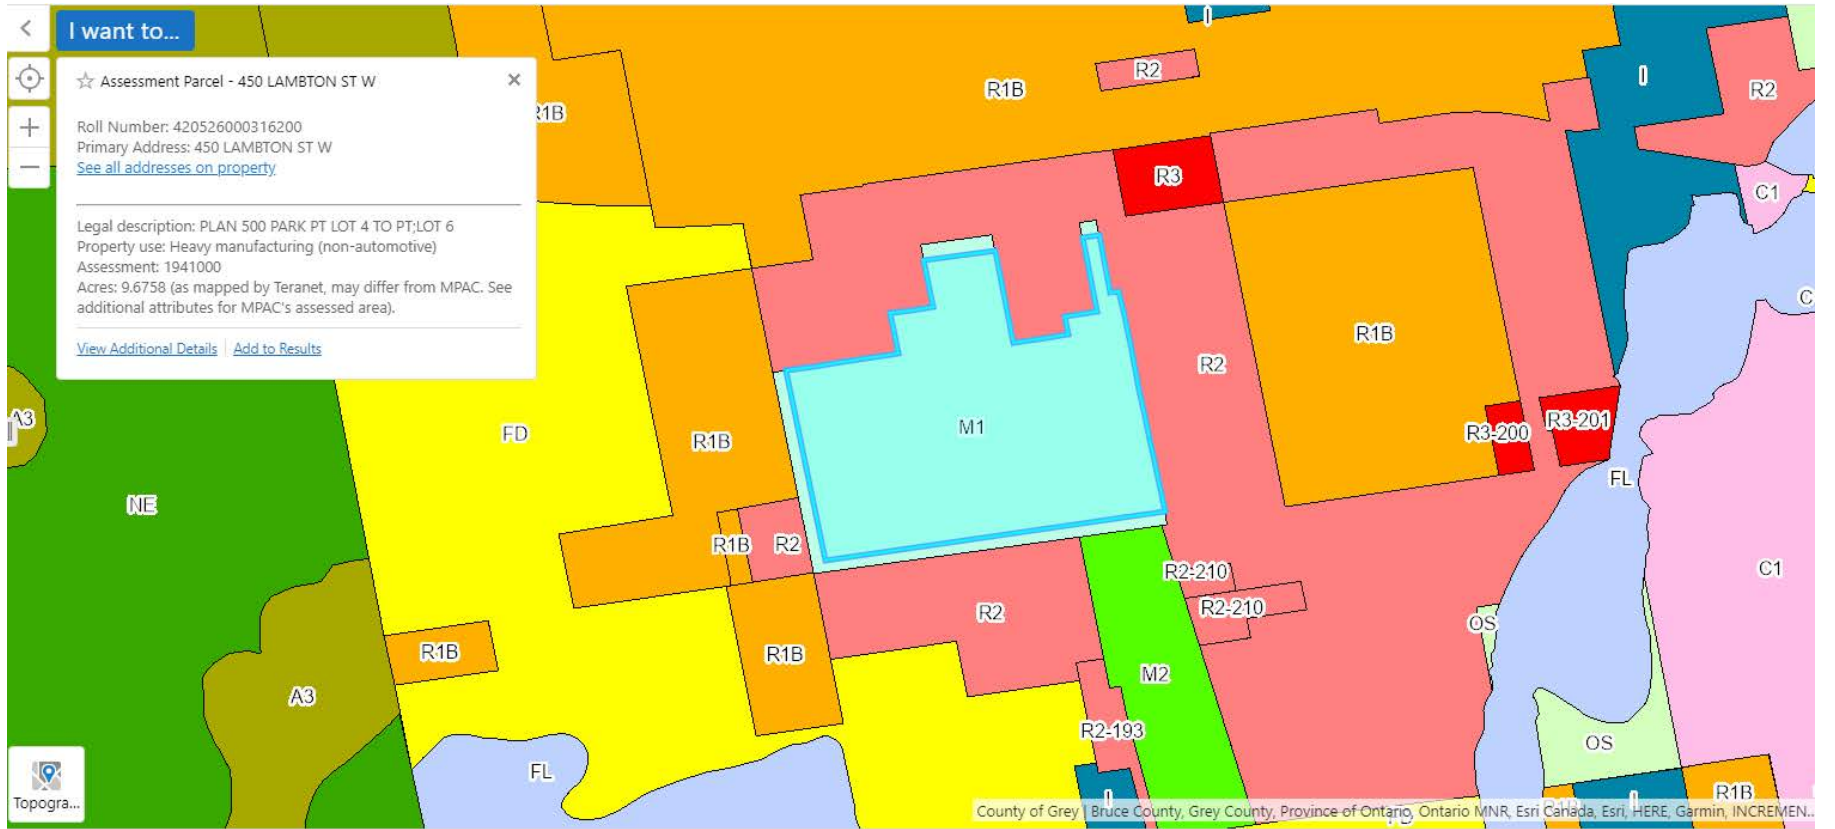 I want to...
Assessment Parcel - 450 LAMBTON ST W
Roll Number: 420526000316200
Primary Address: 450 LAMBTON ST W
See all addresses on property
Legal description: PLAN 500 PARK PT LOT 4 TO PT;LOT 6
Property use: Heavy manufacturing (non-automotive)
Assessment: 1941000
Acres: 9.6758 (as mapped by Teranet, may differ from MPAC. See
additional attributes for MPAC's assessed area).
View Additional Details
Add to Results
I
R1B
R2
I
R2
R1B
R3
C1
C
R1B
R2
A3
FD
R1B
M1
R3-200
R3-201
FL
NE
R1B
R2
R2-210
R2-210
C1
R2
OS
R1B
R1B
A3
M2
R2-193
OS
FL
I
R1B
I
R1B
Topogra...
County of Grey | Bruce County, Grey County, Province of Ontario, Ontario MNR, Esri Canada, Esri, HERE, Garmin, INCREMEN...